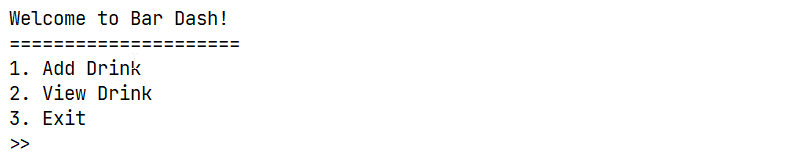 Welcome to Bar Dash!
=====================
1. Add Drink
2. View Drink
3. Exit
>>